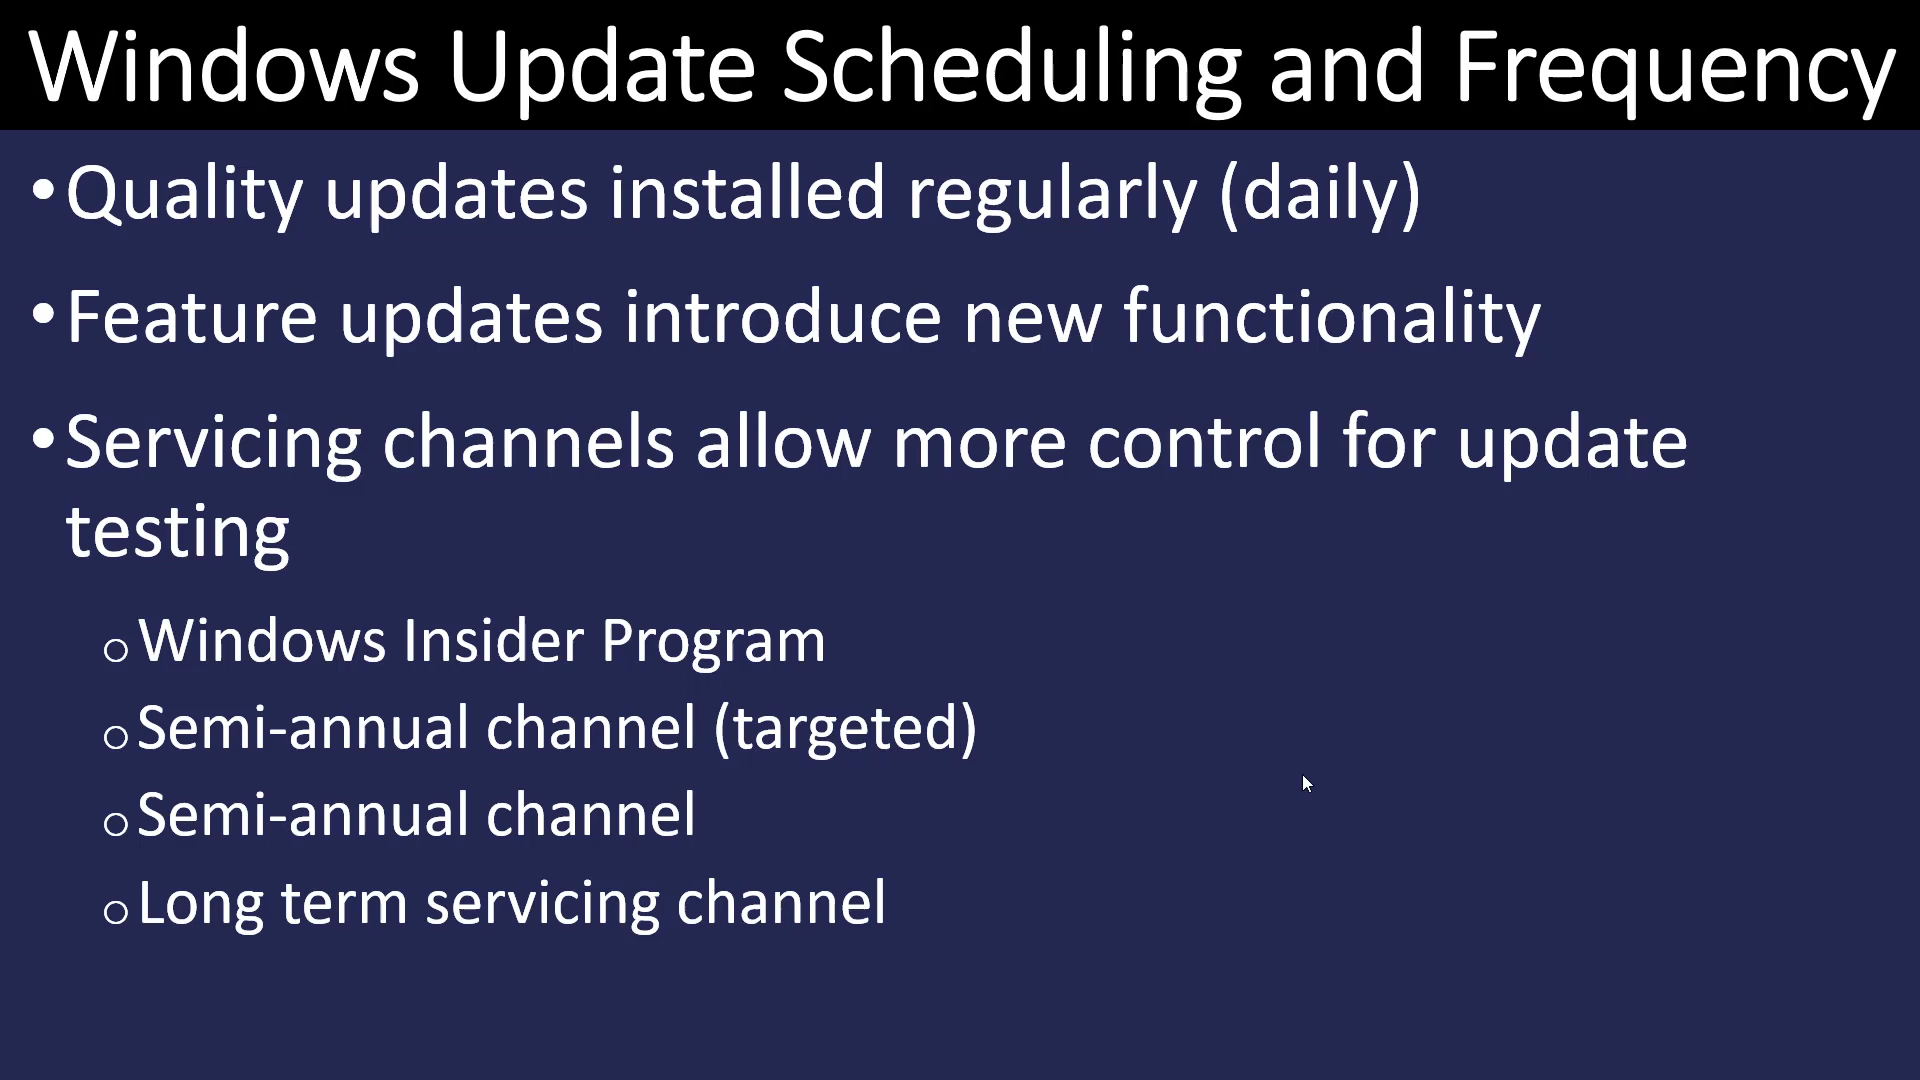 Windows Update Scheduling and Frequency
•Quality updates installed regularly (daily)
•Feature updates introduce new functionality
•Servicing channels allow more control for update
testing
oWindows Insider Program
oSemi-annual channel (targeted)
oSemi-annual channel
oLong term servicing channel